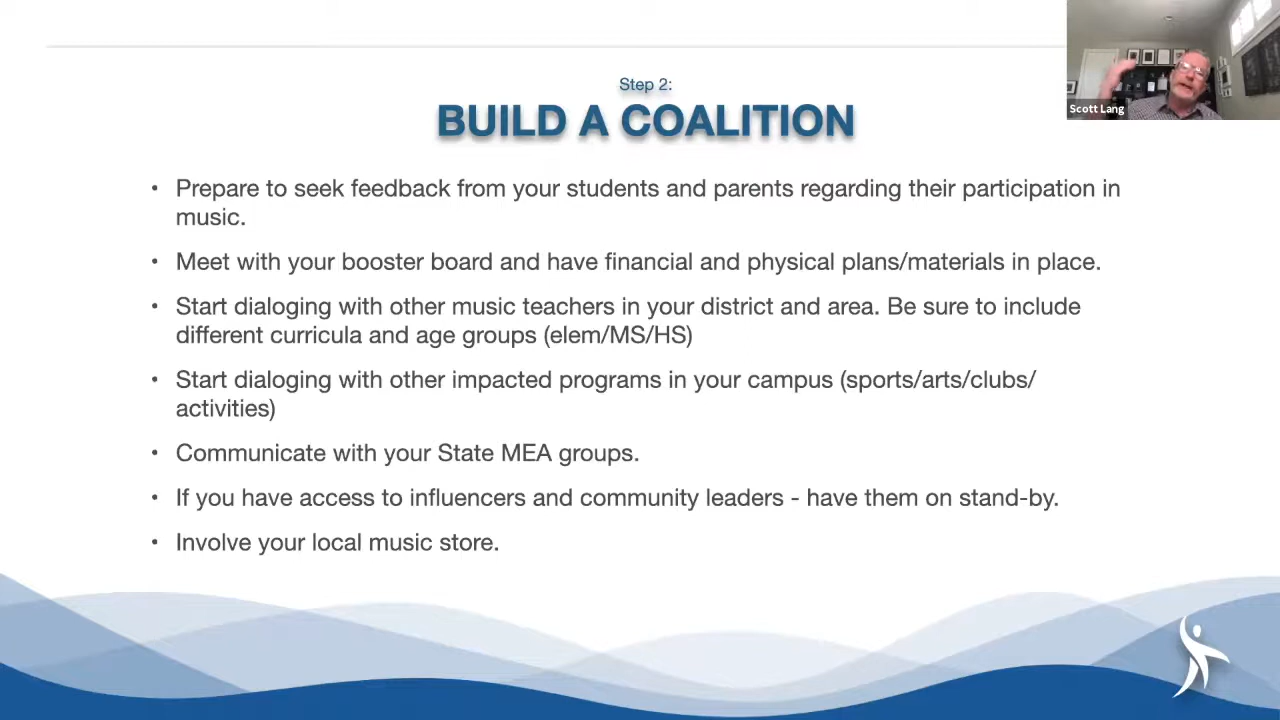 Scott Lang
Step 2:
BUILD A COALITION
• Prepare to seek feedback from your students and parents regarding their participation in
music.
• Meet with your booster board and have financial and physical plans/materials in place.
• Start dialoging with other music teachers in your district and area. Be sure to include
different curricula and age groups (elem/MS/HS)
• Start dialoging with other impacted programs in your campus (sports/arts/clubs/
activities)
• Communicate with your State MEA groups.
• If you have access to influencers and community leaders - have them on stand-by.
• Involve your local music store.